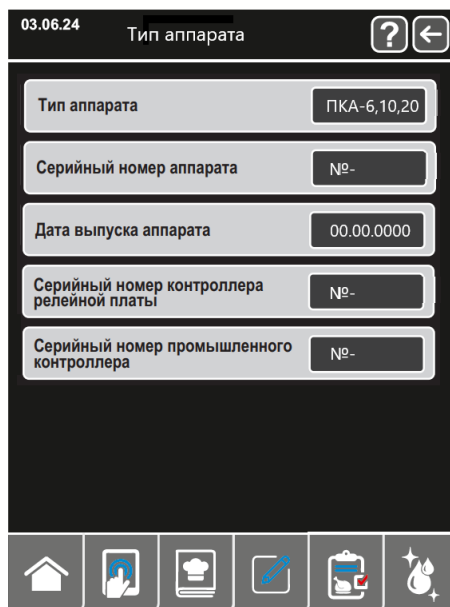 03.06.24
Тип аппарата
?
Тип аппарата
ПКА-6,10,20
Серийный номер аппарата
№-
Дата выпуска аппарата
00.00.0000
Серийный номер контроллера
релейной платы
№-
Серийный номер промышленного
контроллера
№-